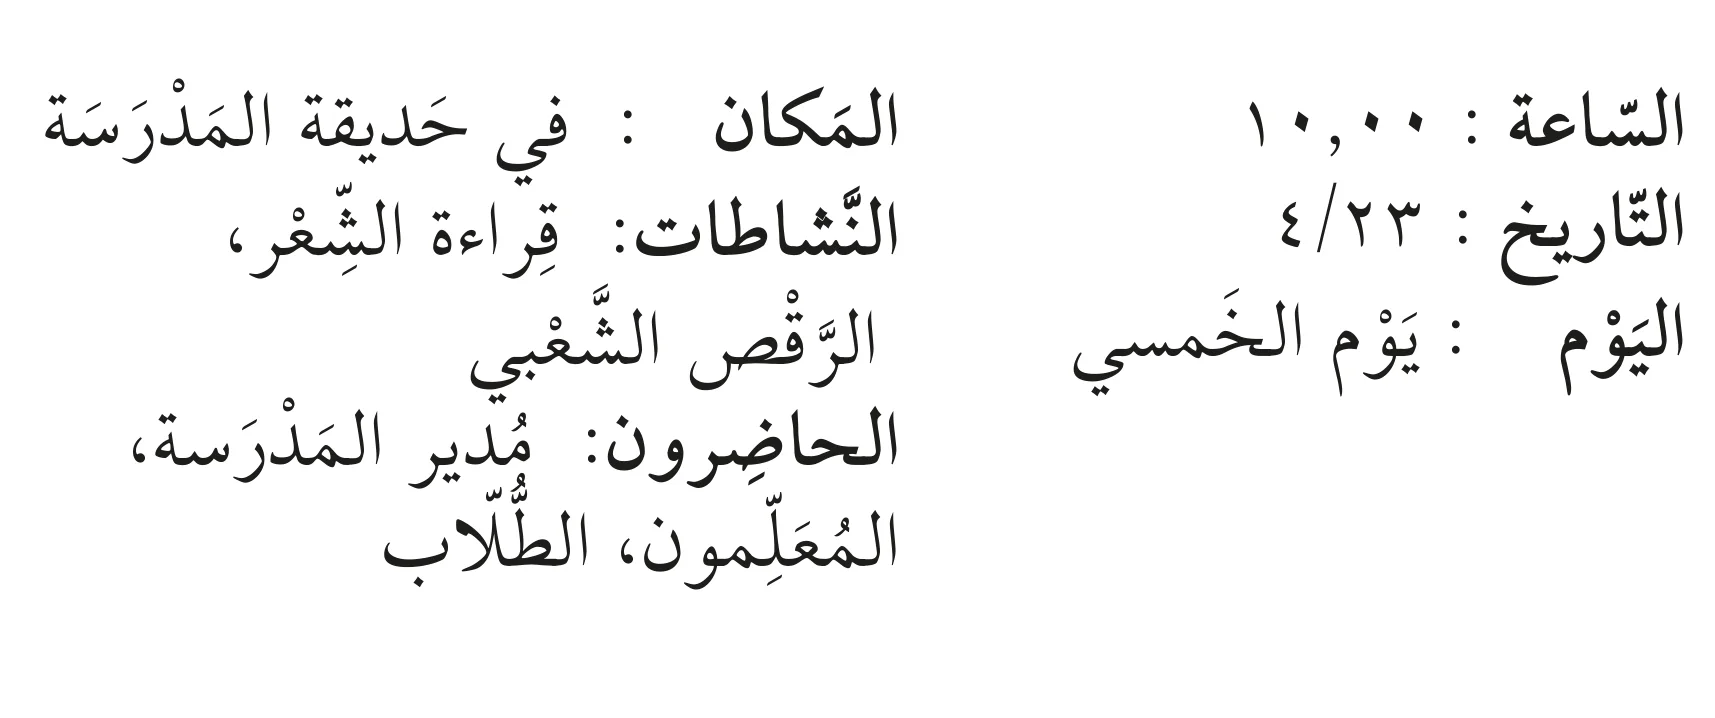 السّاعة : ١٠,٠٠
التّاريخ : ٤/٢٣
اليَوْم : يَوْم الخَمسي
المَكان : في حَديقة المَدْرَسَة
النَّشاطات: قِراءة الشِّعْر،
الرَّقْص الشَّعْبي
الحاضِرون: مُدير المَدْرَسة،
المُعَلِّمون، الطُّلّاب